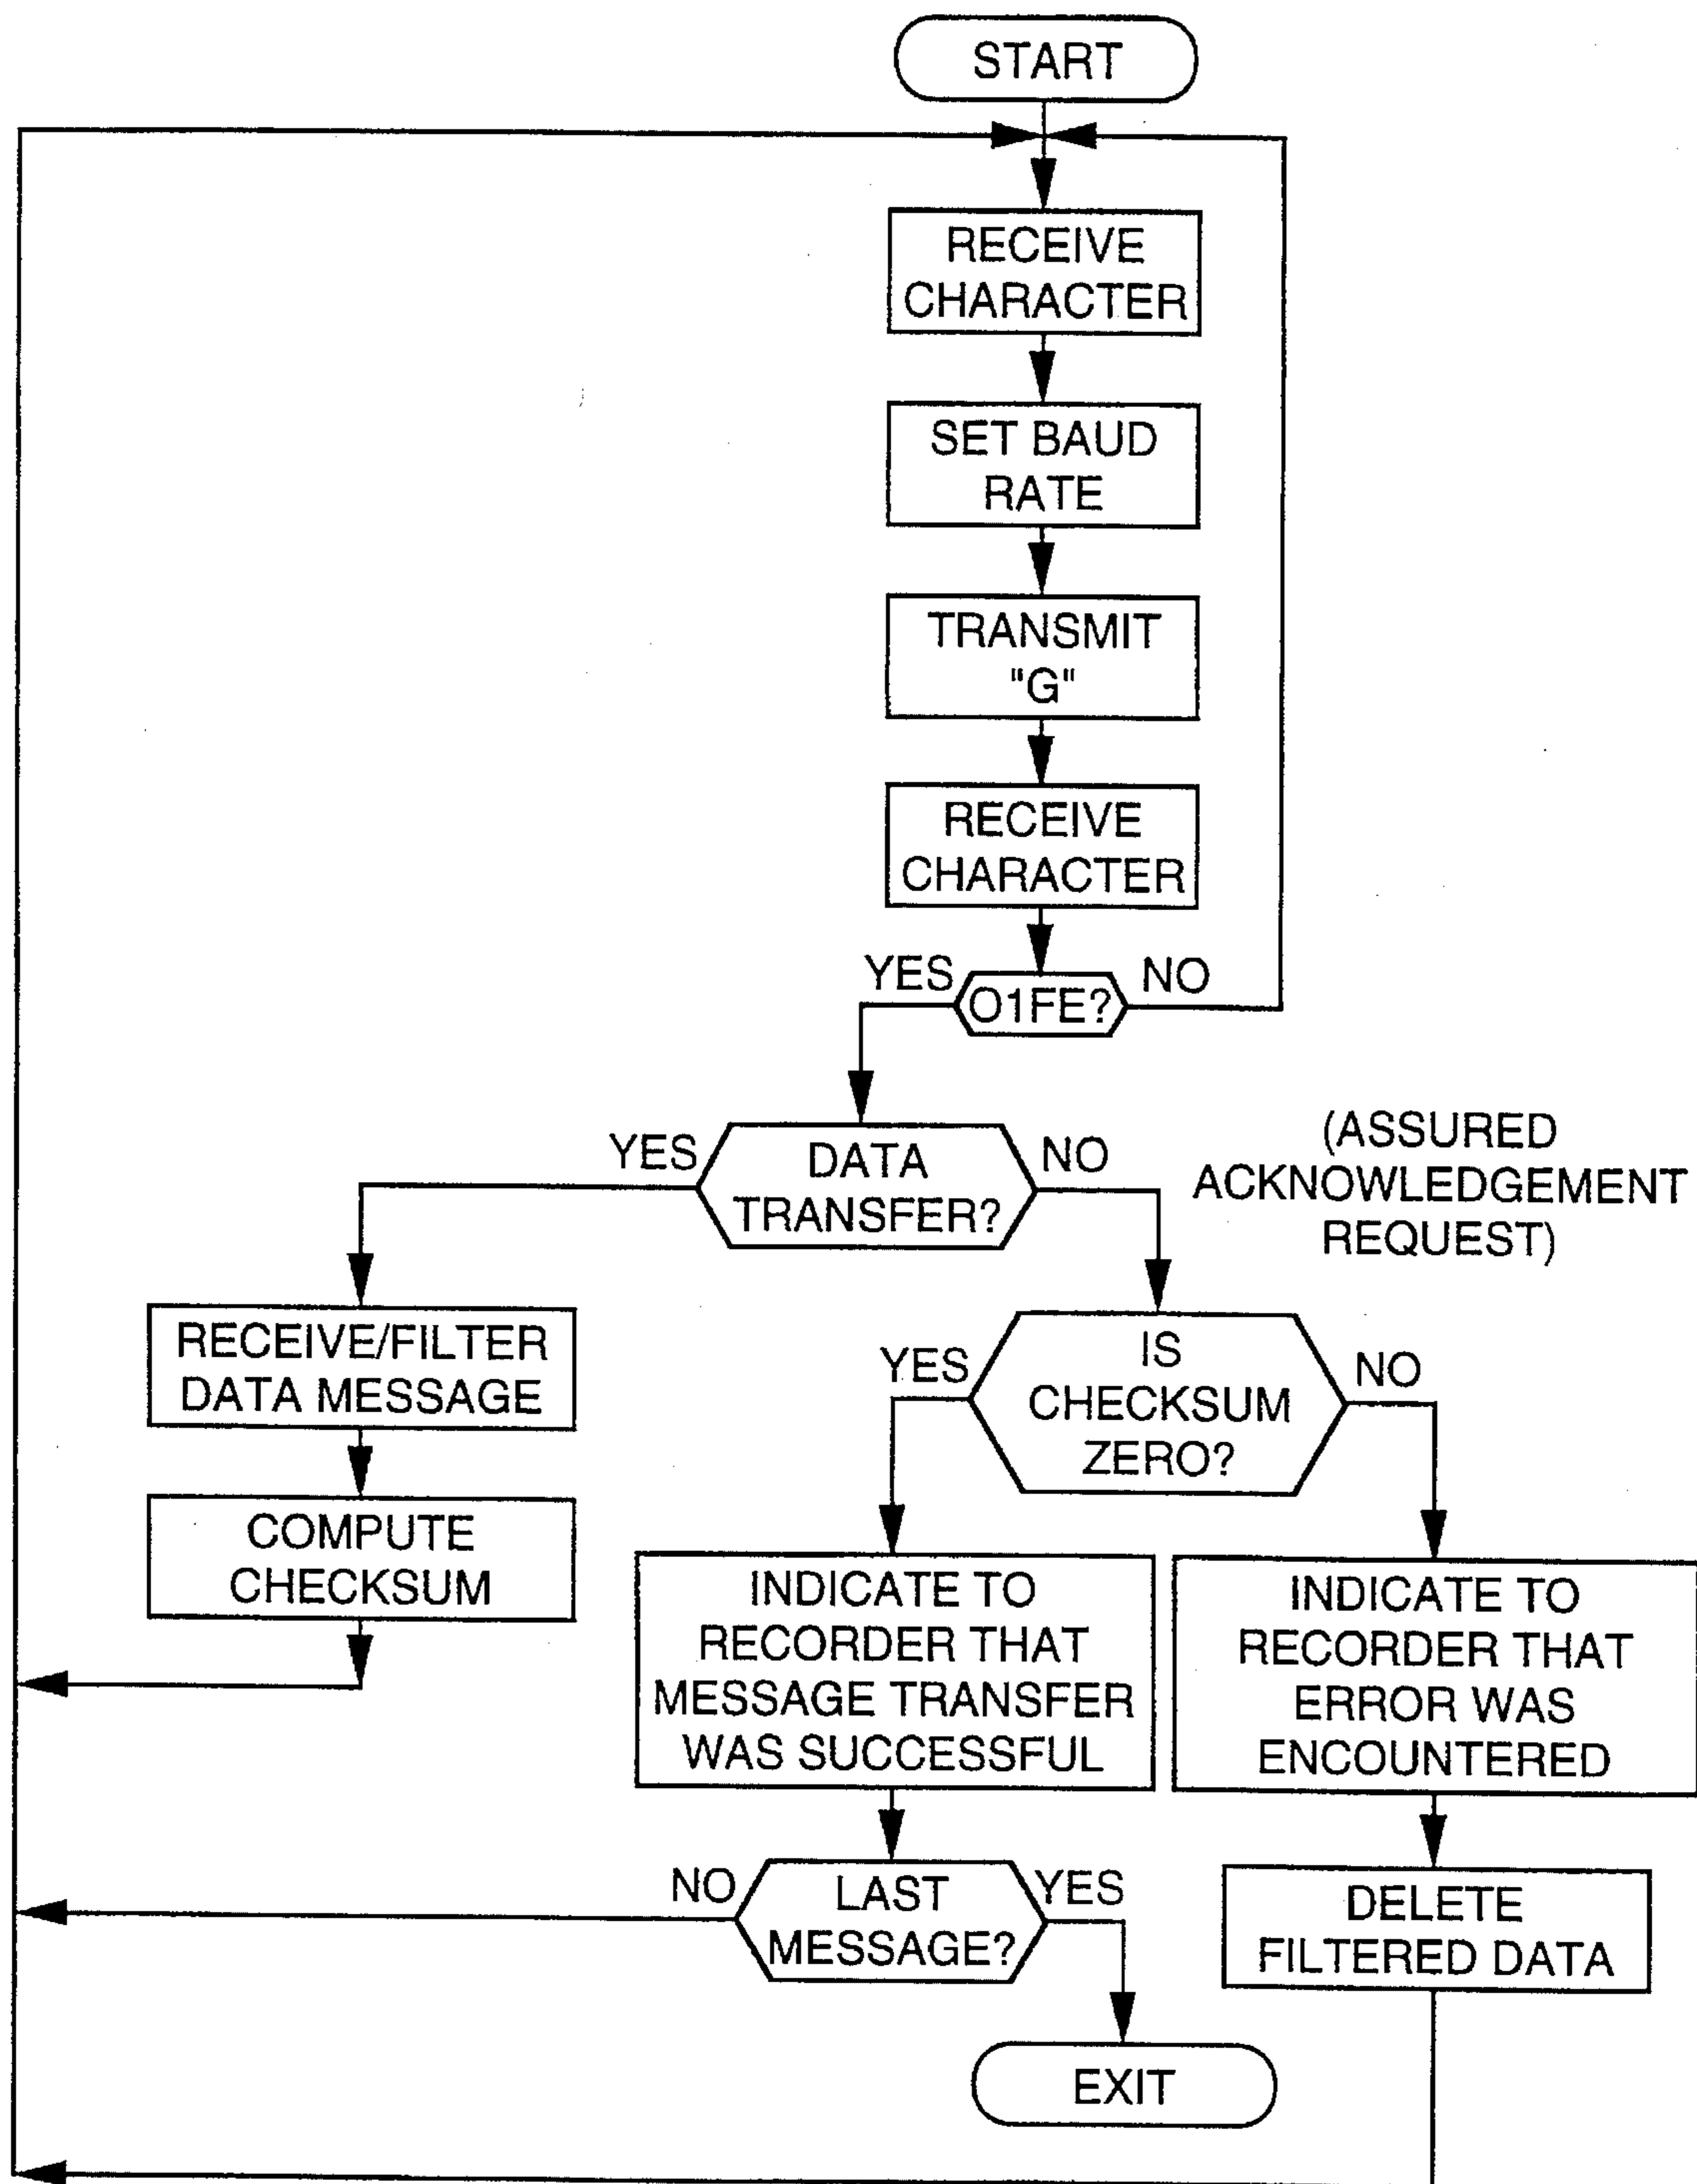 START
RECEIVE
CHARACTER
SET BAUD
RATE
TRANSMIT
"G"
RECEIVE
CHARACTER
YES
O1FE?
NO
YES
DATA
TRANSFER?
NO
(ASSURED
ACKNOWLEDGEMENT
REQUEST)
RECEIVE/FILTER
DATA MESSAGE
COMPUTE
CHECKSUM
YES
IS
CHECKSUM
ZERO?
NO
INDICATE TO
RECORDER THAT
MESSAGE TRANSFER
WAS SUCCESSFUL
INDICATE TO
RECORDER THAT
ERROR WAS
ENCOUNTERED
NO
LAST
MESSAGE?
YES
DELETE
FILTERED DATA
EXIT